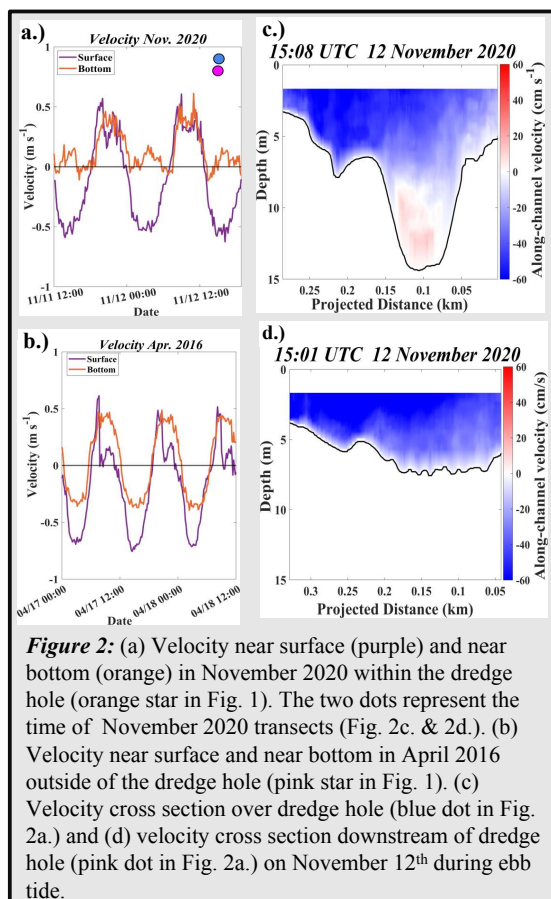 a.)
Velocity Nov. 2020
Surface
Bottom
1
0.5
0
-0.5
-1
Velocity (m s⁻¹)
11/11 12:00
11/12 00:00
11/12 12:00
Date
c.)
15:08 UTC 12 November 2020
0
5
10
15
Depth (m)
0.25
0.2
0.15
0.1
0.05
Projected Distance (km)
60
40
20
0
-20
-40
-60
Along-channel velocity (cm s⁻¹)
b.)
Velocity Apr. 2016
Surface
Bottom
1
0.5
0
-0.5
-1
Velocity (m s⁻¹)
04/17 00:00
04/17 12:00
04/18 00:00
04/18 12:00
Date
d.)
15:01 UTC 12 November 2020
0
5
10
15
Depth (m)
0.3
0.25
0.2
0.15
0.1
0.05
Projected Distance (km)
60
40
20
0
-20
-40
-60
Along-channel velocity (cm/s)
Figure 2: (a) Velocity near surface (purple) and near
bottom (orange) in November 2020 within the dredge
hole (orange star in Fig. 1). The two dots represent the
time of November 2020 transects (Fig. 2c. & 2d.). (b)
Velocity near surface and near bottom in April 2016
outside of the dredge hole (pink star in Fig. 1). (c)
Velocity cross section over dredge hole (blue dot in Fig.
2a.) and (d) velocity cross section downstream of dredge
hole (pink dot in Fig. 2a.) on November 12th during ebb
tide.